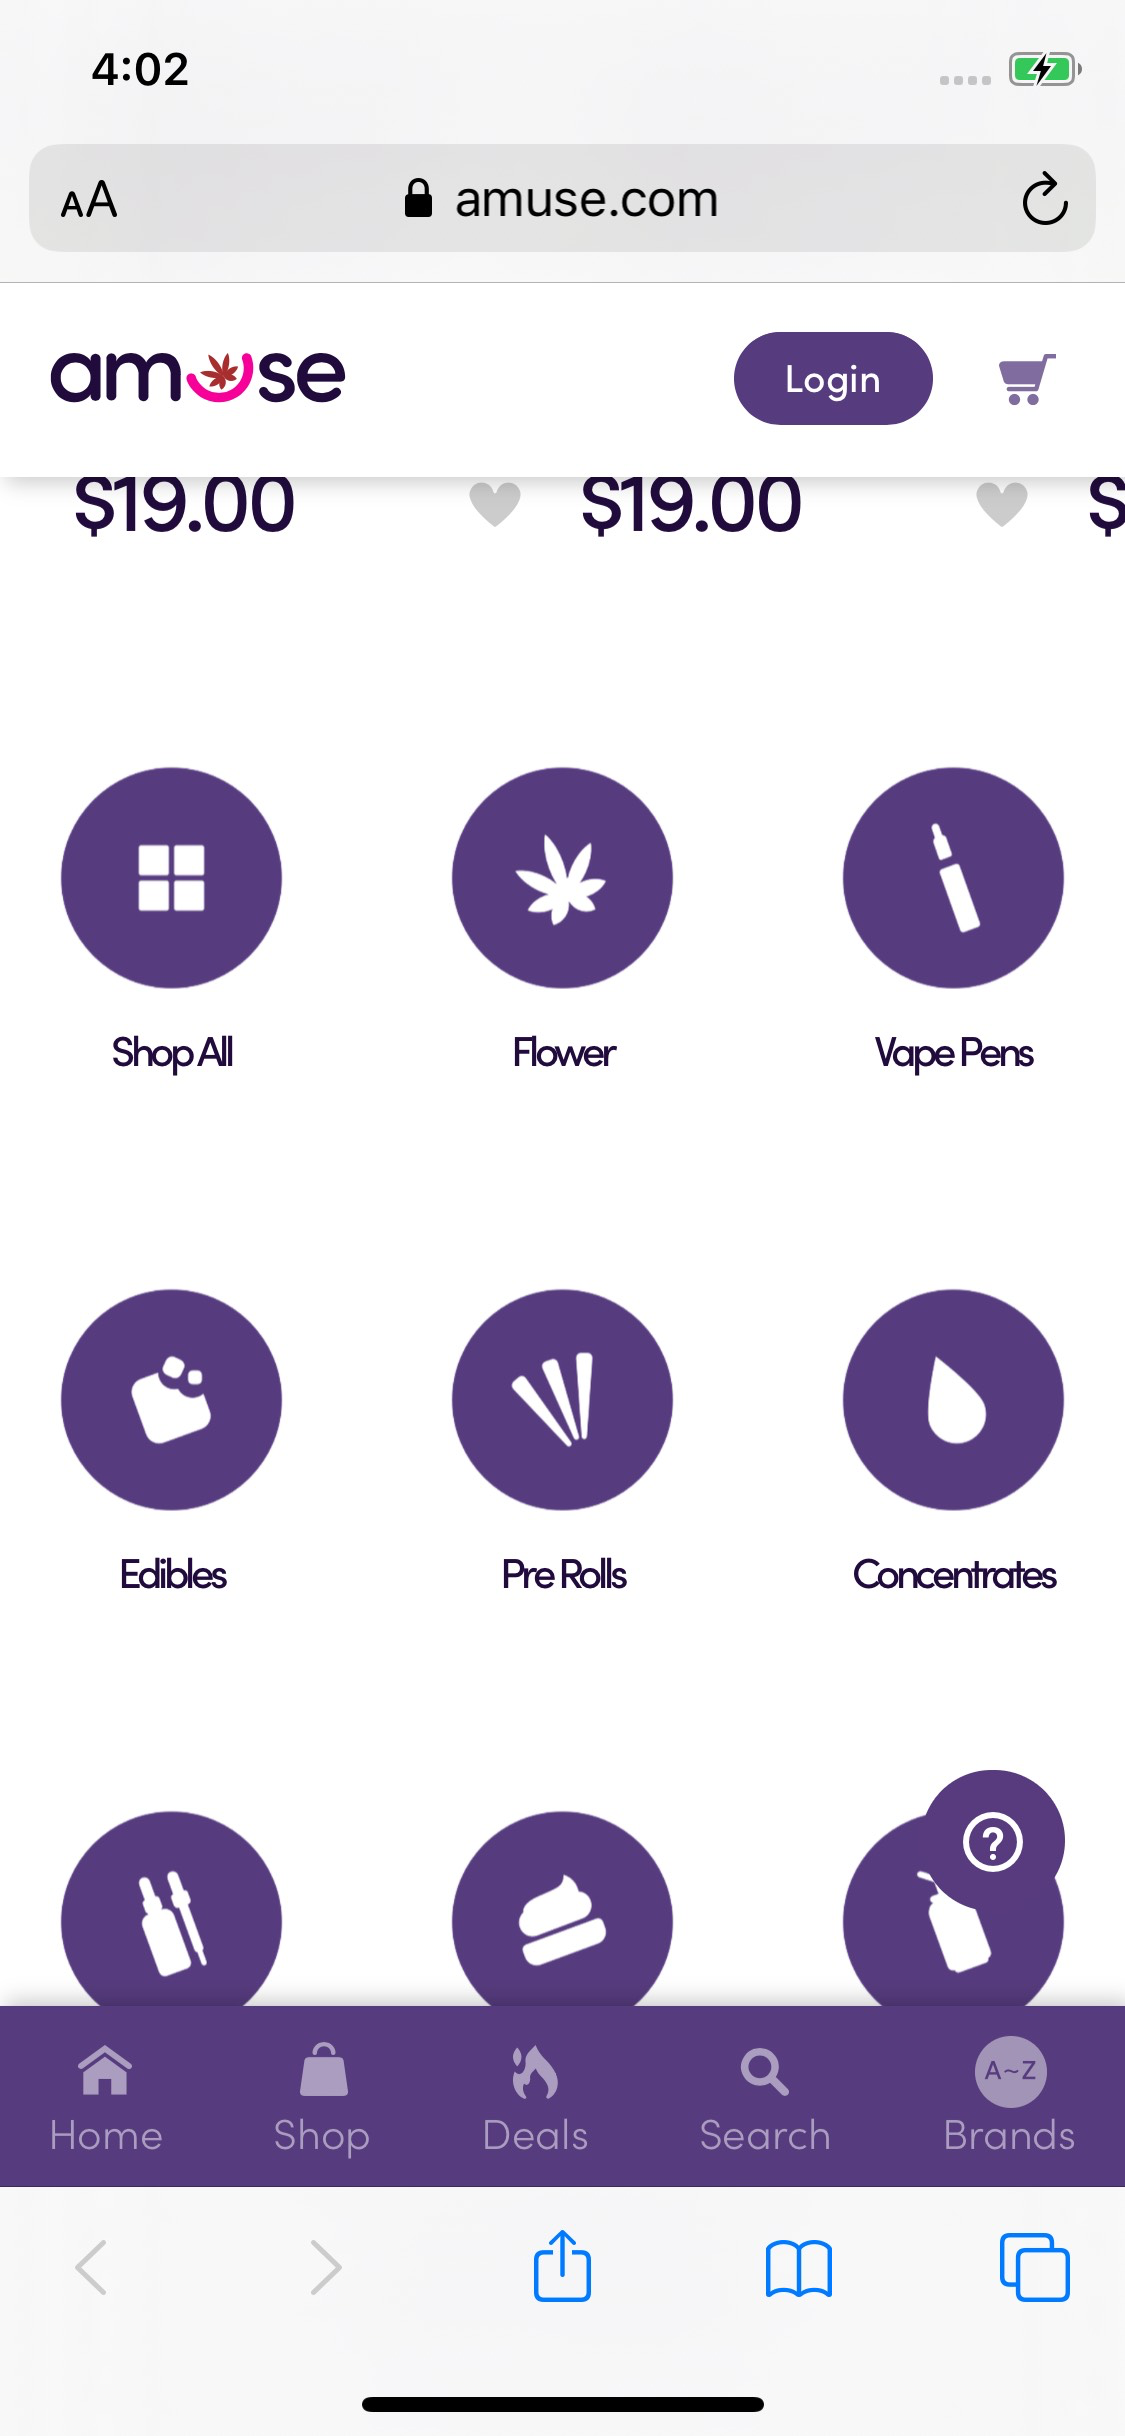 4:02
AA amuse.com
amuse Login
$19.00 $19.00 $
Shop All Flower Vape Pens
Edibles Pre Rolls Concentrates
?
A~Z
Home Shop Deals Search Brands